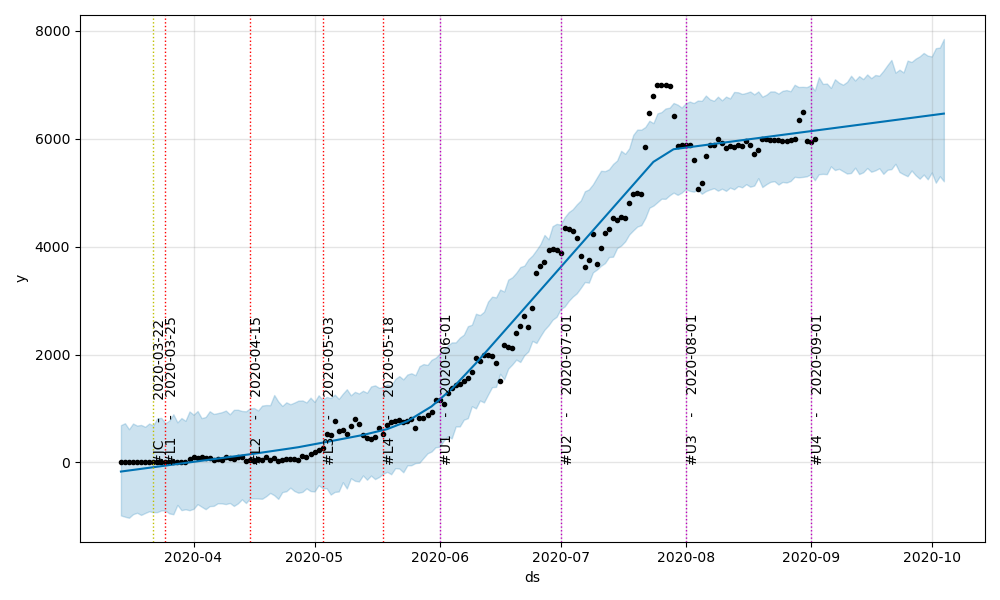 8000
6000
4000
2000
0
y
#JC - 2020-03-22
#L1 - 2020-03-25
#L2 - 2020-04-15
#L3 - 2020-05-03
#L4 - 2020-05-18
#U1 - 2020-06-01
#U2 - 2020-07-01
#U3 - 2020-08-01
#U4 - 2020-09-01
2020-04 2020-05 2020-06 2020-07 2020-08 2020-09 2020-10
ds